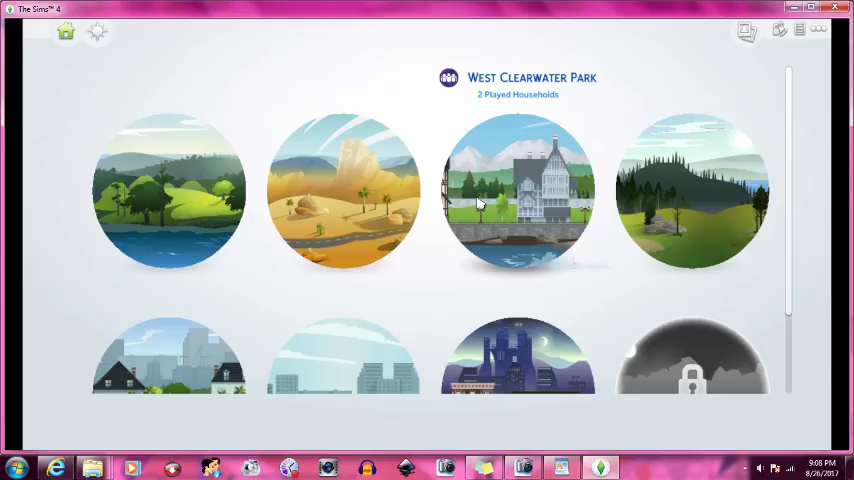 The Sims™ 4
WEST CLEARWATER PARK
2 Played Households
9:08 PM
8/26/2017